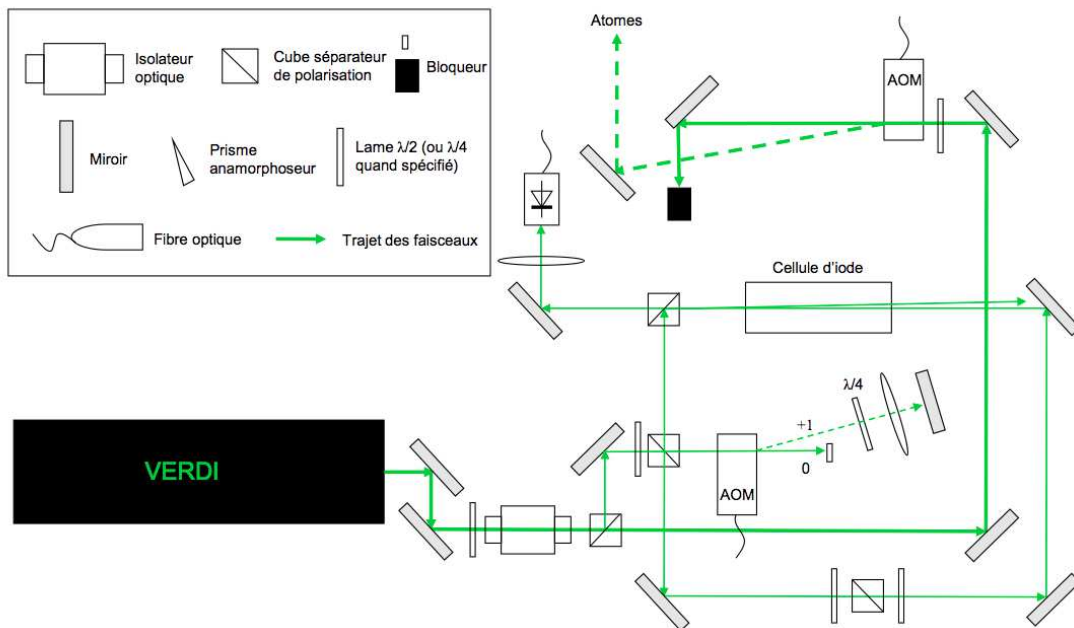 Isolateur
optique
Cube séparateur
de polarisation
Bloqueur
Miroir
Prisme
anamorphoseur
Lame λ/2 (ou λ/4
quand spécifié)
Fibre optique
Trajet des faisceaux
Atomes
AOM
Cellule d'iode
λ/4
+1
0
AOM
VERDI